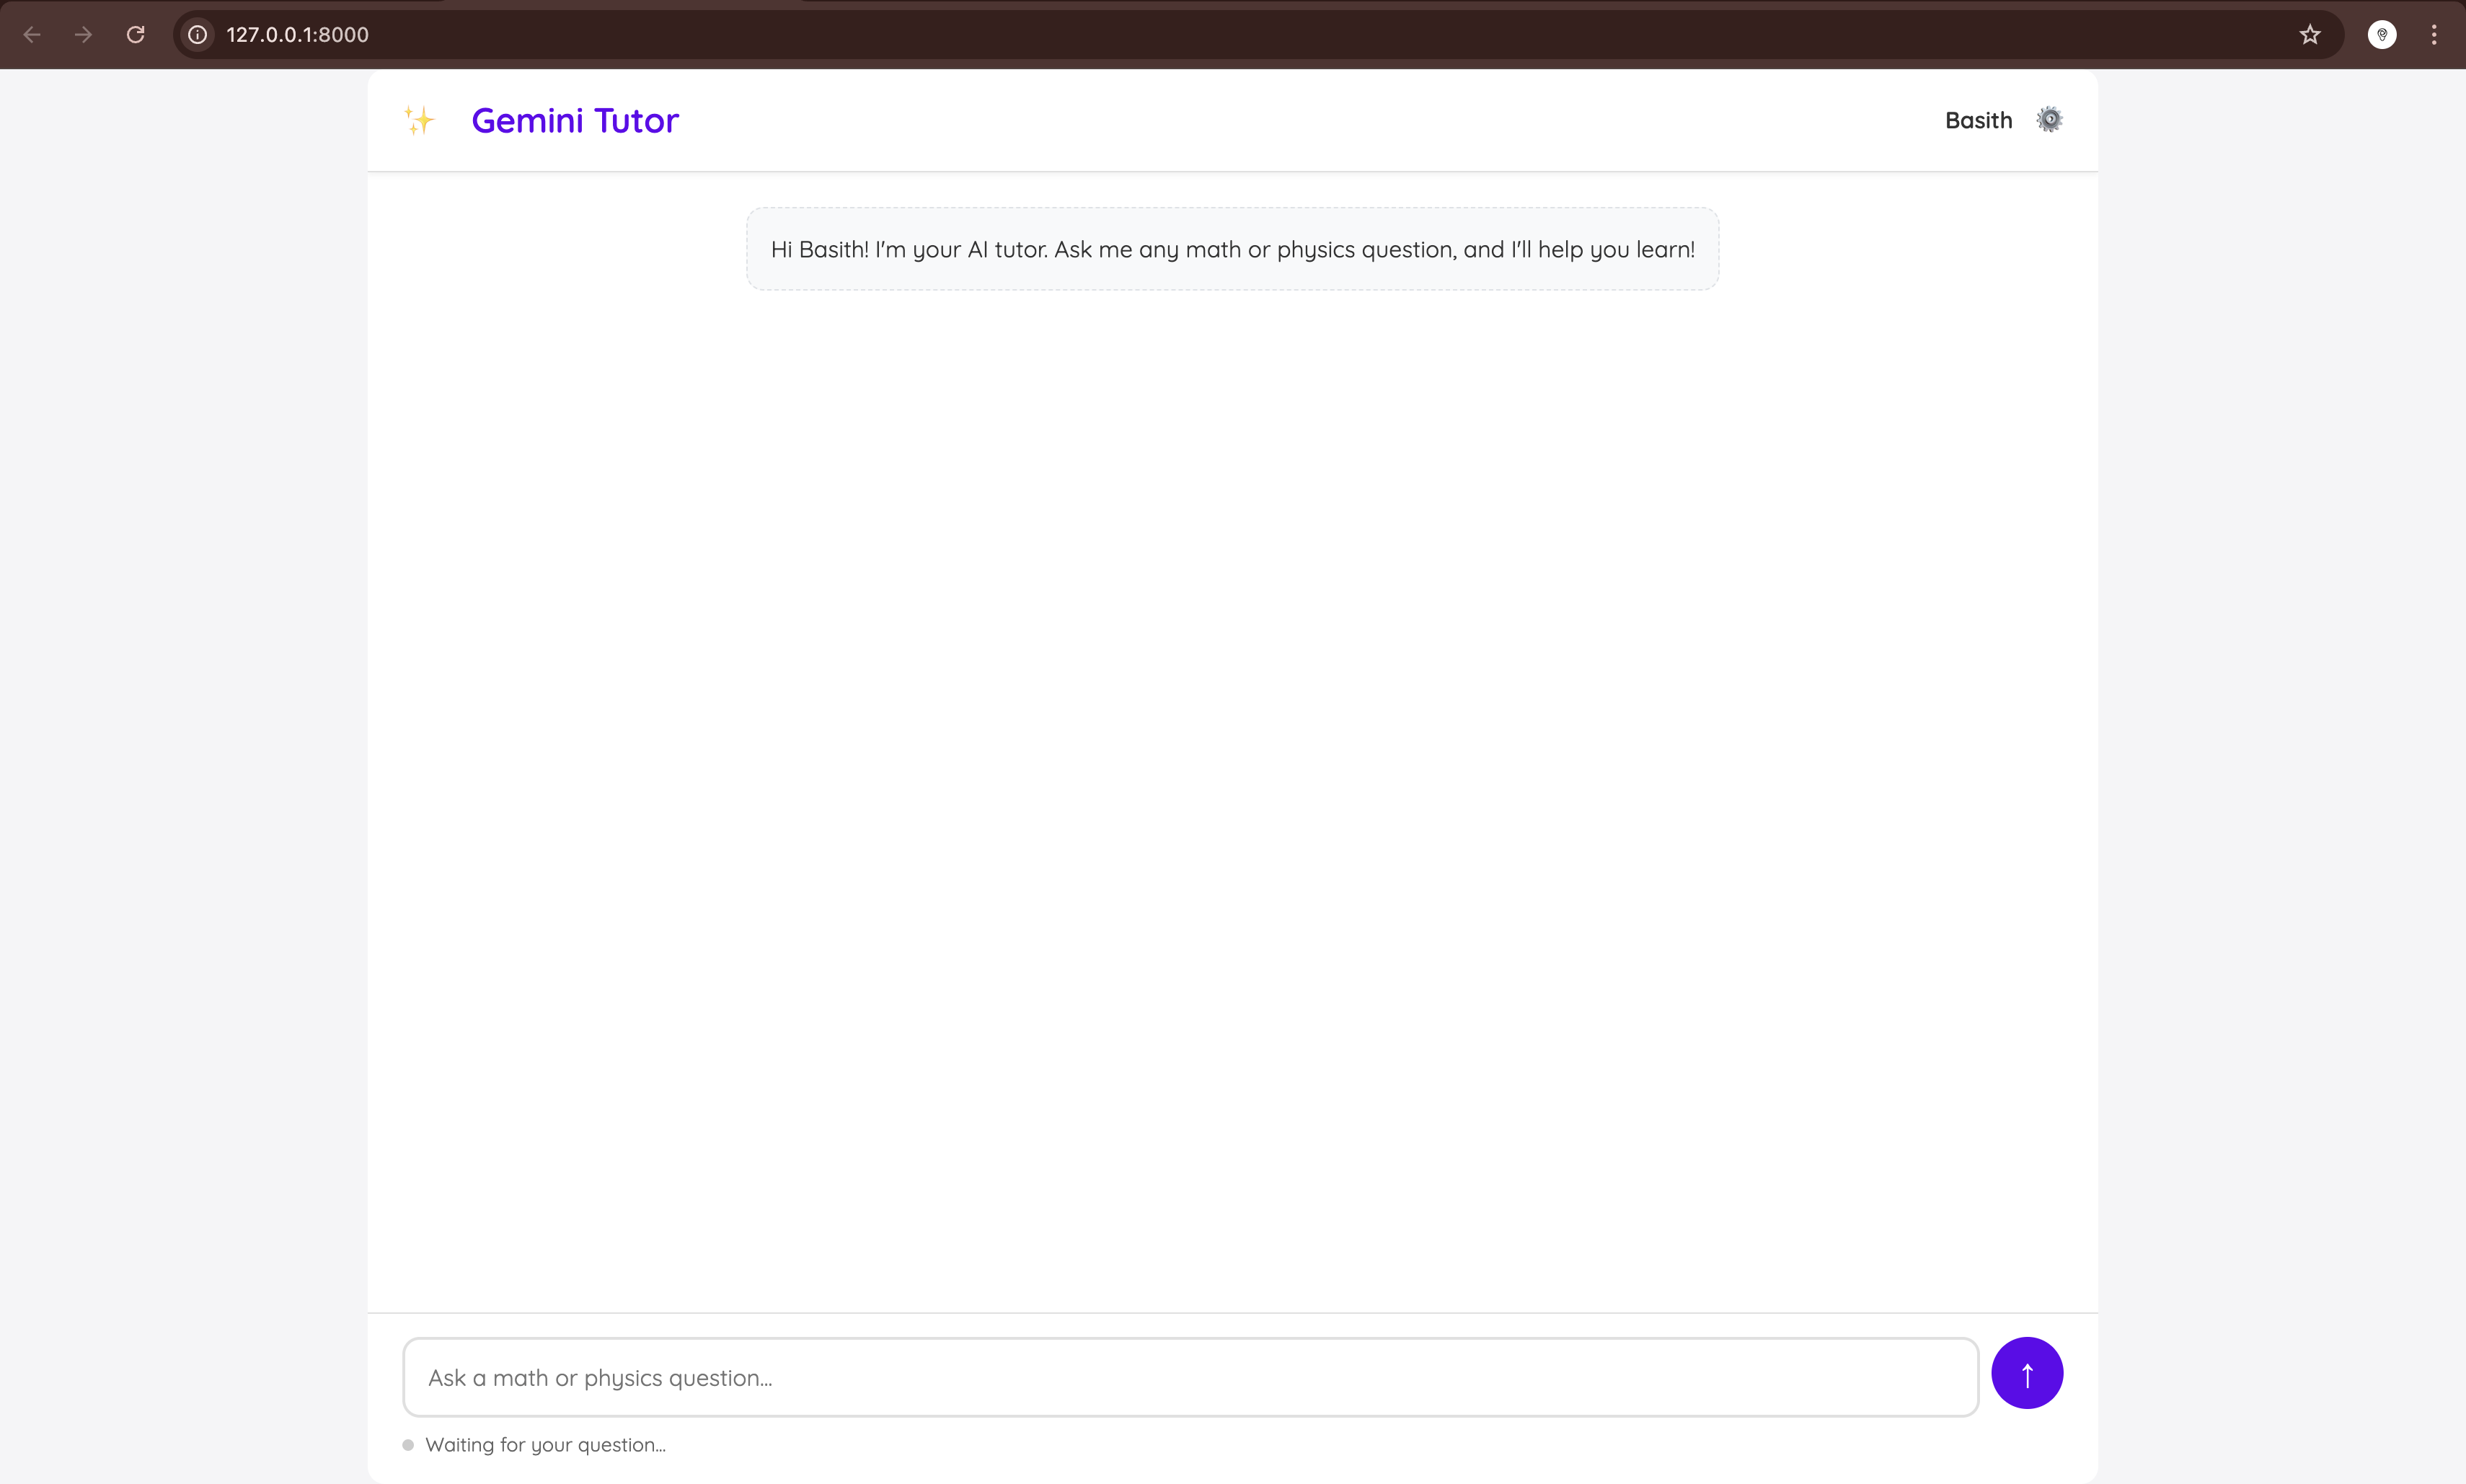 127.0.0.1:8000
Gemini Tutor
Basith
Hi Basith! I'm your AI tutor. Ask me any math or physics question, and I'll help you learn!
Ask a math or physics question...
Waiting for your question...